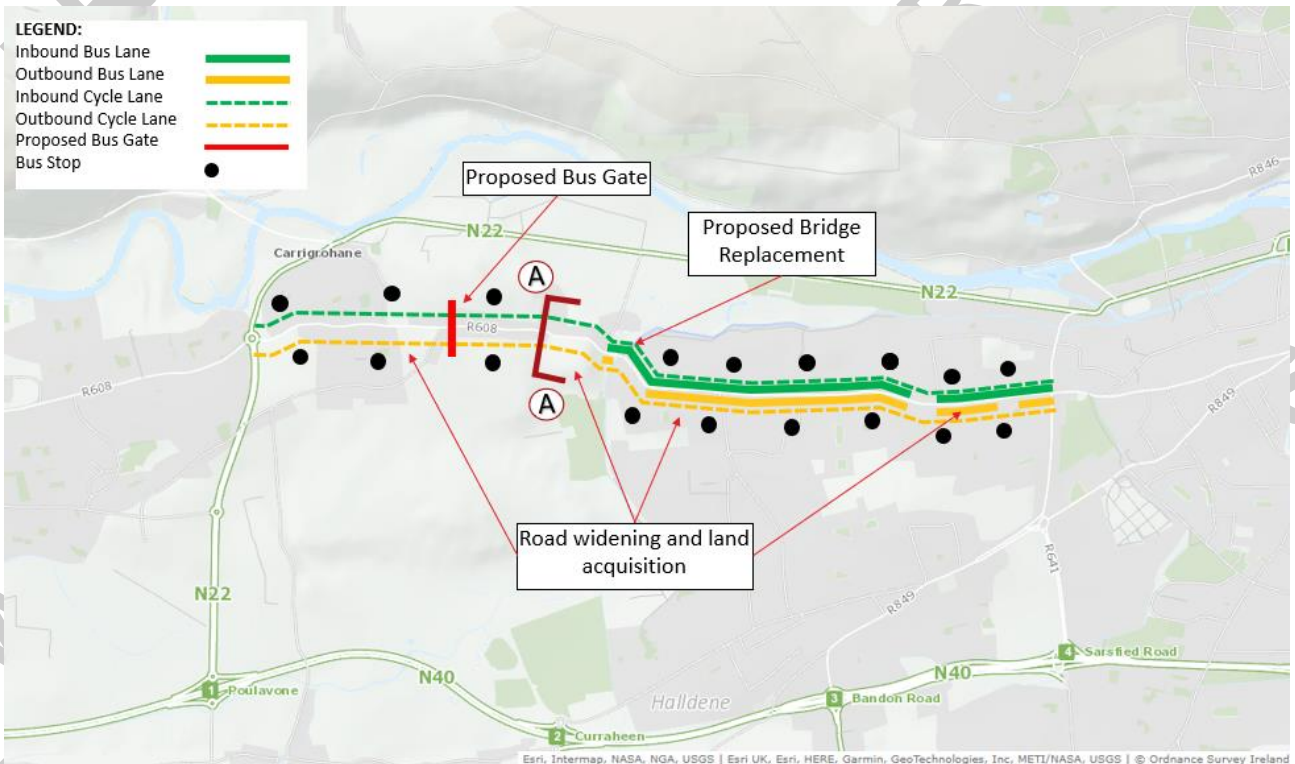 LEGEND:
Inbound Bus Lane
Outbound Bus Lane
Inbound Cycle Lane
Outbound Cycle Lane
Proposed Bus Gate
Bus Stop
R846
Proposed Bus Gate
Proposed Bridge
Replacement
N22
Carrigrohane
A
N22
R608
R608
R849
A
Road widening and land
acquisition
R641
R849
N22
Sarsfield Road
4
N40
N40
1
Poulavone
Halldene
3
Bandon Road
2
Curraheen
Esri, Intermap, NASA, NGA, USGS | Esri UK, Esri, HERE, Garmin, GeoTechnologies, Inc, METI/NASA, USGS | © Ordnance Survey Ireland